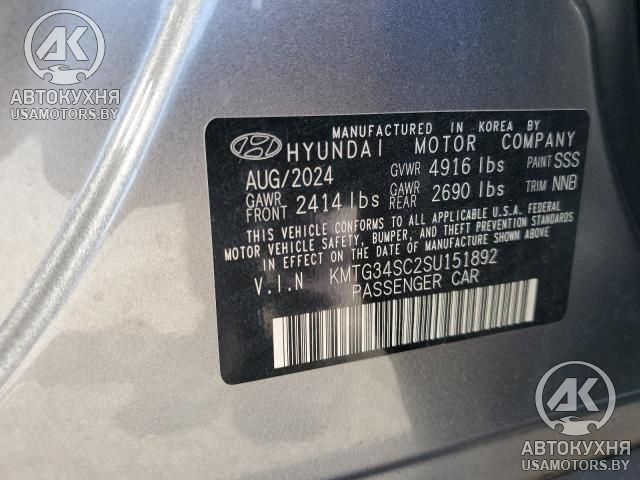 AK
АВТОКУХНЯ
USAMOTORS.BY
MANUFACTURED IN KOREA BY
HYUNDAI MOTOR COMPANY
AUG/2024 GVWR 4916 lbs PAINT SSS
GAWR FRONT 2414 lbs GAWR REAR 2690 lbs TRIM NNB
THIS VEHICLE CONFORMS TO ALL APPLICABLE U.S.A. FEDERAL
MOTOR VEHICLE SAFETY, BUMPER, AND THEFT PREVENTION STANDARDS
IN EFFECT ON THE DATE OF MANUFACTURE SHOWN ABOVE.
V.I.N KMTG34SC2SU151892
PASSENGER CAR
AK
АВТОКУХНЯ
USAMOTORS.BY